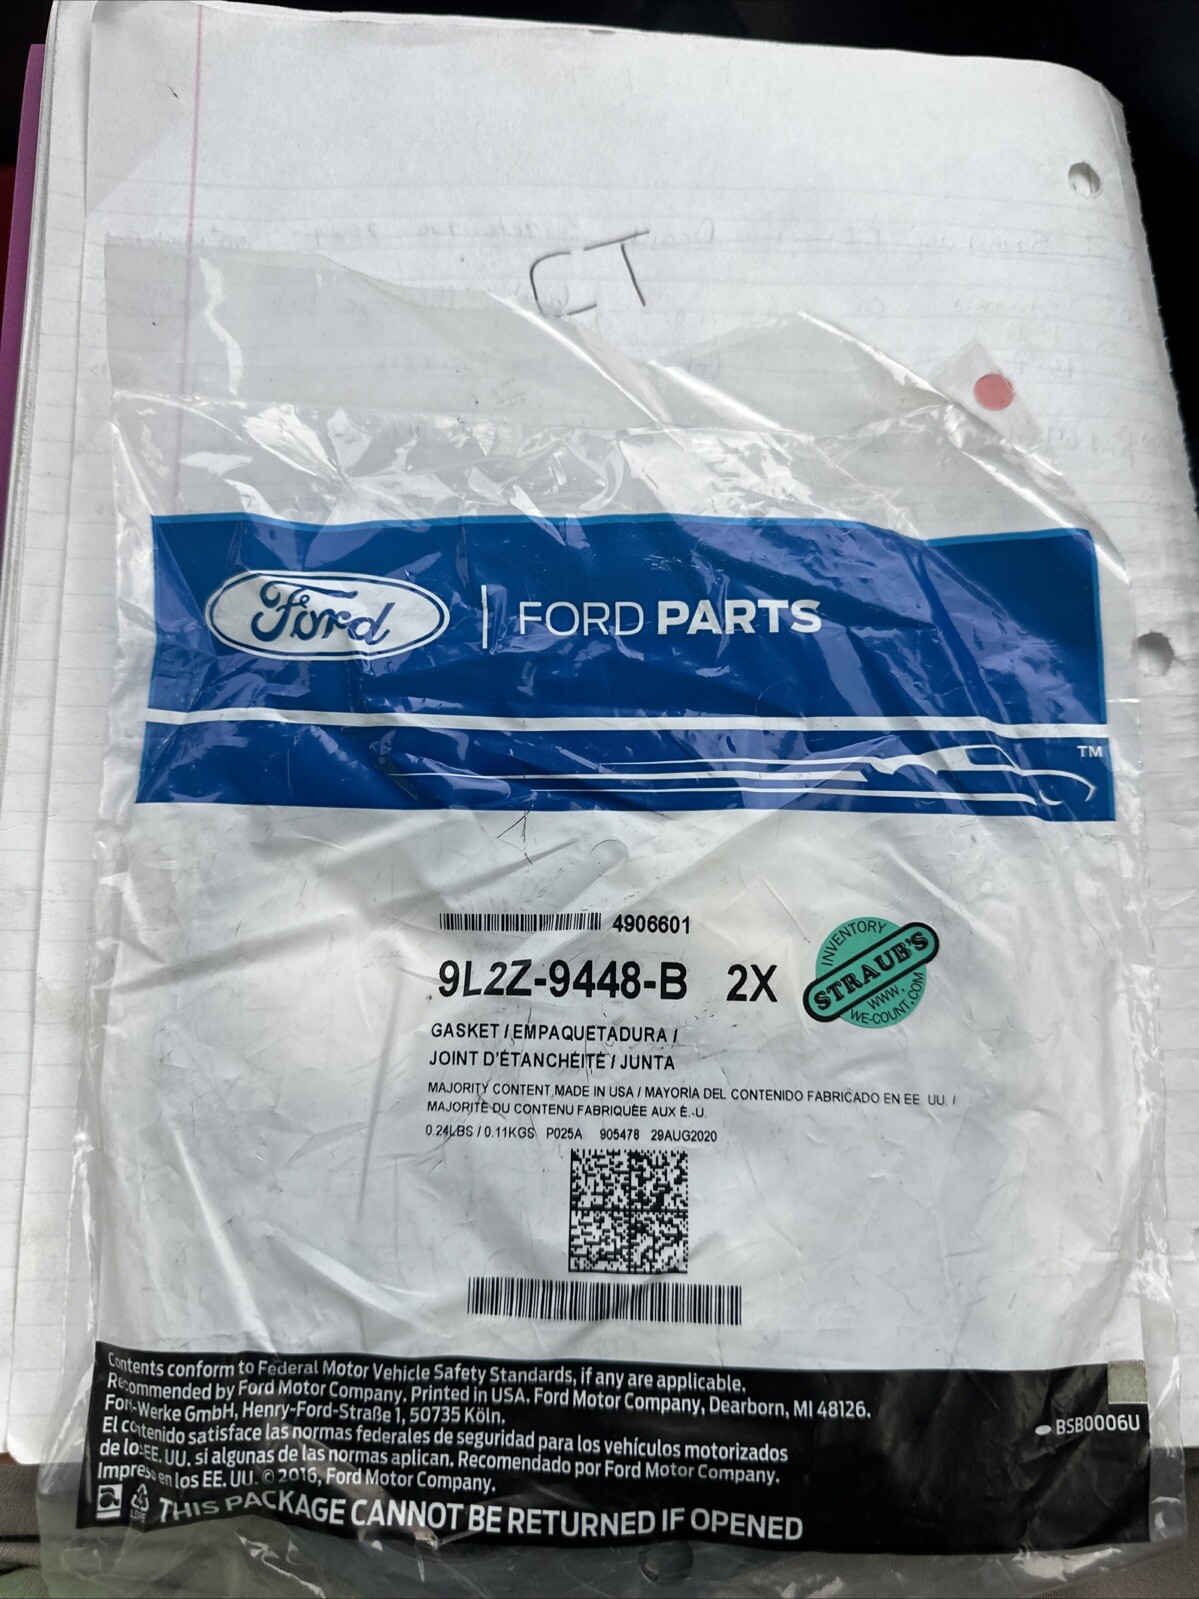 CT
Ford | FORD PARTS
TM
4906601
9L2Z-9448-B 2X
INVENTORY
STRAUB'S
WWW.
WE-COUNT.COM
GASKET / EMPAQUETADURA /
JOINT D'ÉTANCHÉITÉ / JUNTA
MAJORITY CONTENT MADE IN USA / MAYORÍA DEL CONTENIDO FABRICADO EN EE. UU. /
MAJORITÉ DU CONTENU FABRIQUÉE AUX É.-U.
0.24LBS / 0.11KGS P025A 905478 29AUG2020
Contents conform to Federal Motor Vehicle Safety Standards, if any are applicable.
Recommended by Ford Motor Company. Printed in USA. Ford Motor Company, Dearborn, MI 48126.
Ford-Werke GmbH, Henry-Ford-Straße 1, 50735 Köln.
El contenido satisface las normas federales de seguridad para los vehículos motorizados
de los EE. UU. si algunas de las normas aplican. Recomendado por Ford Motor Company.
Impreso en los EE. UU. © 2016, Ford Motor Company.
BSB0006U
LDPE
THIS PACKAGE CANNOT BE RETURNED IF OPENED